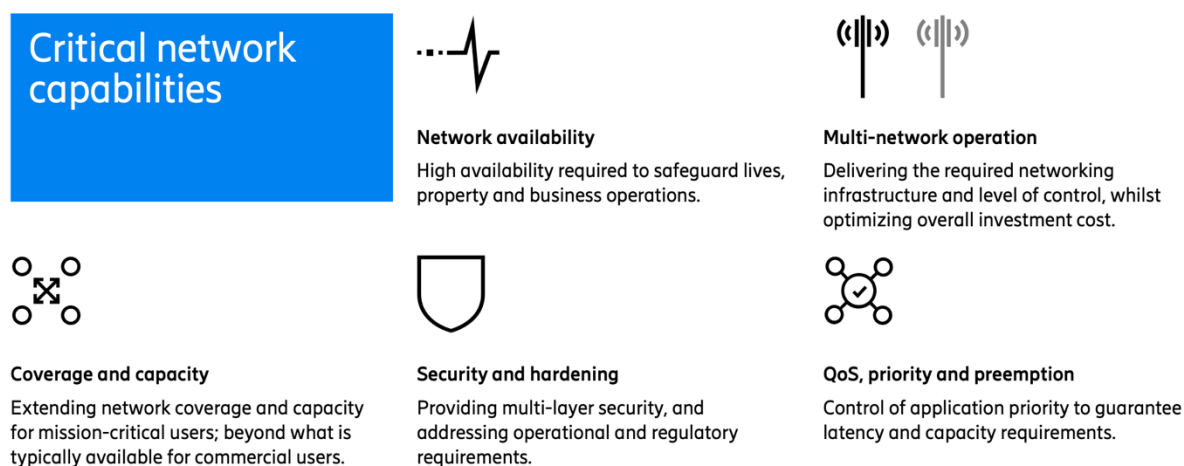 Critical network
capabilities
Network availability
High availability required to safeguard lives,
property and business operations.
Multi-network operation
Delivering the required networking
infrastructure and level of control, whilst
optimizing overall investment cost.
Coverage and capacity
Extending network coverage and capacity
for mission-critical users; beyond what is
typically available for commercial users.
Security and hardening
Providing multi-layer security, and
addressing operational and regulatory
requirements.
QoS, priority and preemption
Control of application priority to guarantee
latency and capacity requirements.